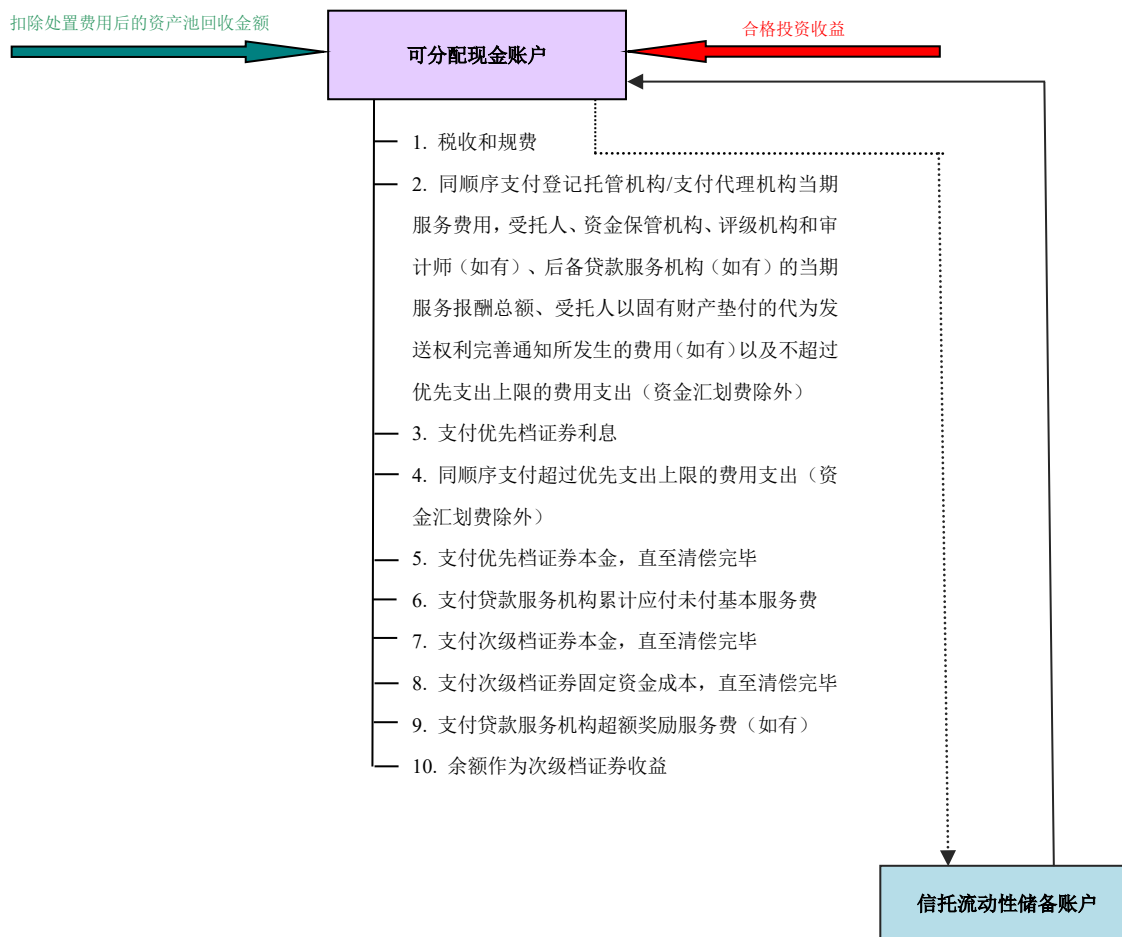 扣除处置费用后的资产池回收金额
合格投资收益
可分配现金账户
1. 税收和规费
2. 同顺序支付登记托管机构/支付代理机构当期
服务费用，受托人、资金保管机构、评级机构和审
计师（如有）、后备贷款服务机构（如有）的当期
服务报酬总额、受托人以固有财产垫付的代为发
送权利完善通知所发生的费用（如有）以及不超过
优先支出上限的费用支出（资金汇划费除外）
3. 支付优先档证券利息
4. 同顺序支付超过优先支出上限的费用支出（资
金汇划费除外）
5. 支付优先档证券本金，直至清偿完毕
6. 支付贷款服务机构累计应付未付基本服务费
7. 支付次级档证券本金，直至清偿完毕
8. 支付次级档证券固定资金成本，直至清偿完毕
9. 支付贷款服务机构超额奖励服务费（如有）
10. 余额作为次级档证券收益
信托流动性储备账户